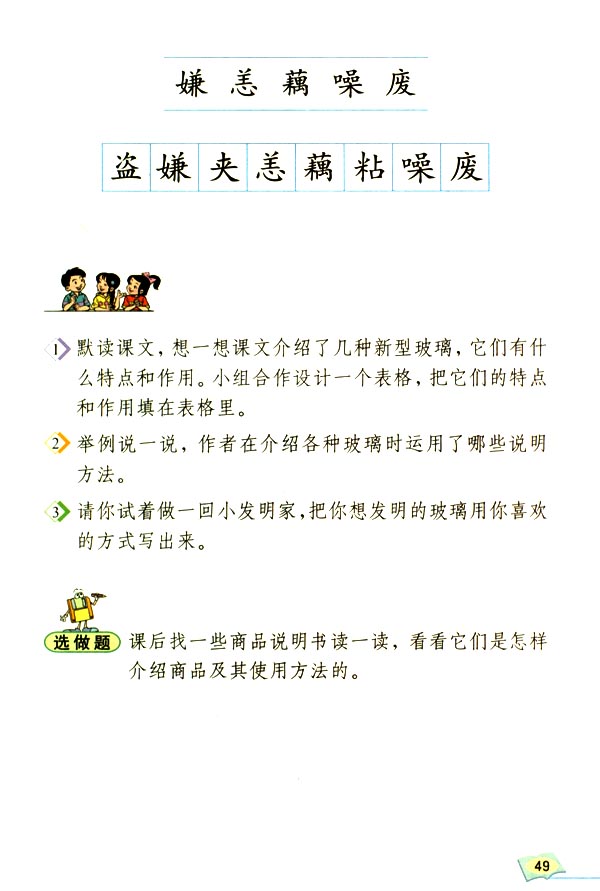 嫌恙藕噪废
盗嫌夹恙藕粘噪废
1 默读课文，想一想课文介绍了几种新型玻璃，它们有什
么特点和作用。小组合作设计一个表格，把它们的特点
和作用填在表格里。
2 举例说一说，作者在介绍各种玻璃时运用了哪些说明
方法。
3 请你试着做一回小发明家，把你想发明的玻璃用你喜欢
的方式写出来。
选做题 课后找一些商品说明书读一读，看看它们是怎样
介绍商品及其使用方法的。
49